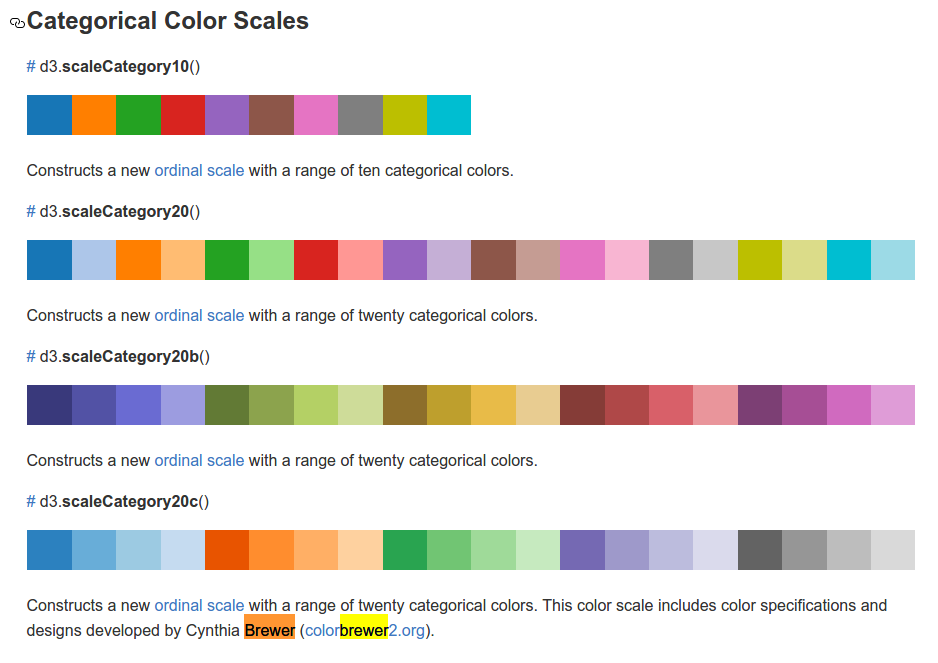 Categorical Color Scales
# d3.scaleCategory10()
Constructs a new ordinal scale with a range of ten categorical colors.
# d3.scaleCategory20()
Constructs a new ordinal scale with a range of twenty categorical colors.
# d3.scaleCategory20b()
Constructs a new ordinal scale with a range of twenty categorical colors.
# d3.scaleCategory20c()
Constructs a new ordinal scale with a range of twenty categorical colors. This color scale includes color specifications and
designs developed by Cynthia Brewer (colorbrewer2.org).